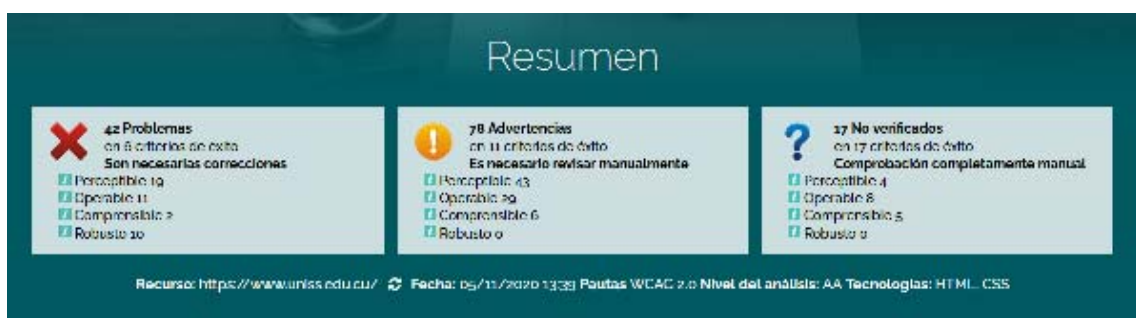 Resumen
42 Problemas
en 6 criterios de éxito
Son necesarias correcciones
Perceptible 19
Operable 11
Comprensible 2
Robusto 10
78 Advertencias
en 11 criterios de éxito
Es necesario revisar manualmente
Perceptible 43
Operable 29
Comprensible 6
Robusto 0
17 No verificados
en 17 criterios de éxito
Comprobación completamente manual
Perceptible 4
Operable 8
Comprensible 5
Robusto 0
Recurso: https://www.uniss.edu.cu/ Fecha: 05/11/2020 13:39 Pautas WCAG 2.0 Nivel del análisis: AA Tecnologías: HTML, CSS